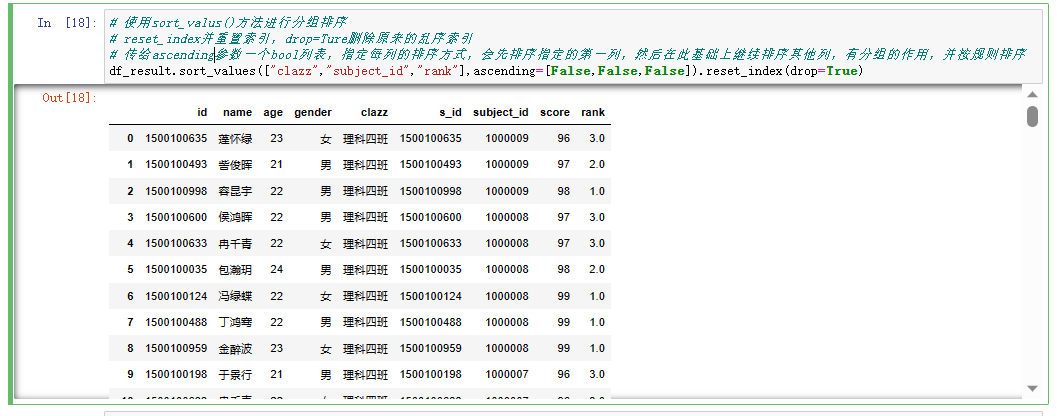 In [18]:
# 使用sort_valus()方法进行分组排序
# reset_index并重置索引，drop=Ture删除原来的乱序索引
# 传给ascending参数一个bool列表，指定每列的排序方式，会先排序指定的第一列，然后在此基础上继续排序其他列，有分组的作用，并按规则排序
df_result.sort_values(["clazz","subject_id","rank"],ascending=[False,False,False]).reset_index(drop=True)
Out[18]:
id name age gender clazz s_id subject_id score rank
0 1500100635 蓬怀绿 23 女 理科四班 1500100635 1000009 96 3.0
1 1500100493 訾俊晖 21 男 理科四班 1500100493 1000009 97 2.0
2 1500100998 容昆宇 22 男 理科四班 1500100998 1000009 98 1.0
3 1500100600 侯鸿晖 22 男 理科四班 1500100600 1000008 97 3.0
4 1500100633 冉千青 22 女 理科四班 1500100633 1000008 97 3.0
5 1500100035 包瀚玥 24 男 理科四班 1500100035 1000008 98 2.0
6 1500100124 冯绿蝶 22 女 理科四班 1500100124 1000008 99 1.0
7 1500100488 丁鸿骞 22 男 理科四班 1500100488 1000008 99 1.0
8 1500100959 金醉波 23 女 理科四班 1500100959 1000008 99 1.0
9 1500100198 于景行 21 男 理科四班 1500100198 1000007 96 3.0